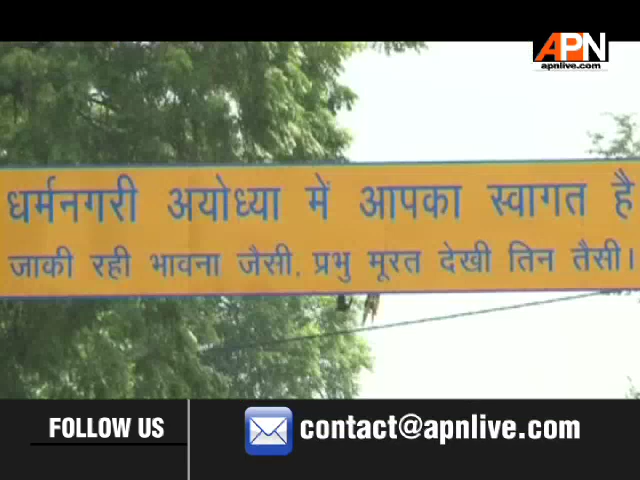 APN
apnlive.com
धर्मनगरी अयोध्या में आपका स्वागत है
जाकी रही भावना जैसी, प्रभु मूरत देखी तिन तैसी।
FOLLOW US
contact@apnlive.com